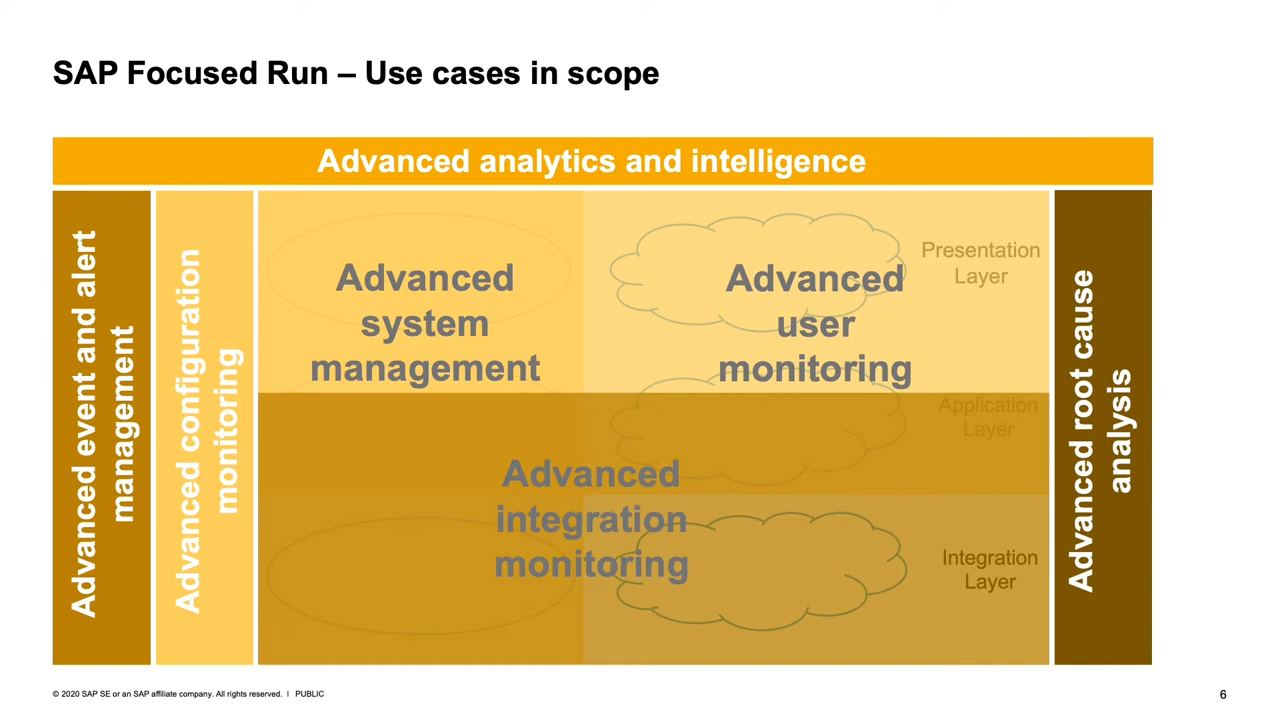 SAP Focused Run – Use cases in scope
Advanced analytics and intelligence
Advanced event and alert
management
Advanced configuration
monitoring
Advanced
system
management
Advanced
user
monitoring
Presentation
Layer
Application
Layer
Advanced
integration
monitoring
Integration
Layer
Advanced root cause
analysis
© 2020 SAP SE or an SAP affiliate company. All rights reserved. | PUBLIC
6